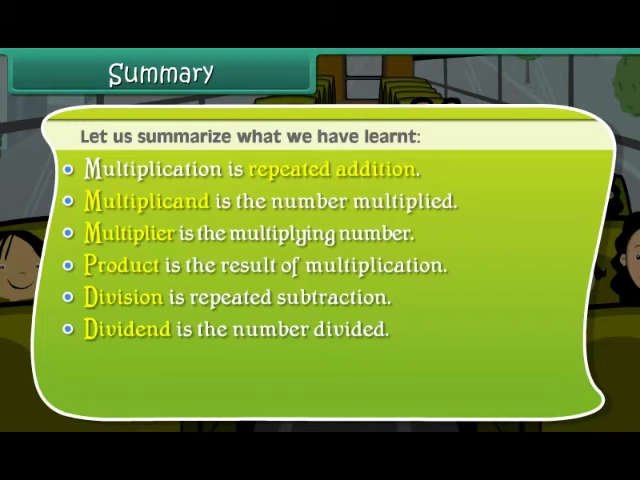 Summary
Let us summarize what we have learnt:
• Multiplication is repeated addition.
• Multiplicand is the number multiplied.
• Multiplier is the multiplying number.
• Product is the result of multiplication.
• Division is repeated subtraction.
• Dividend is the number divided.